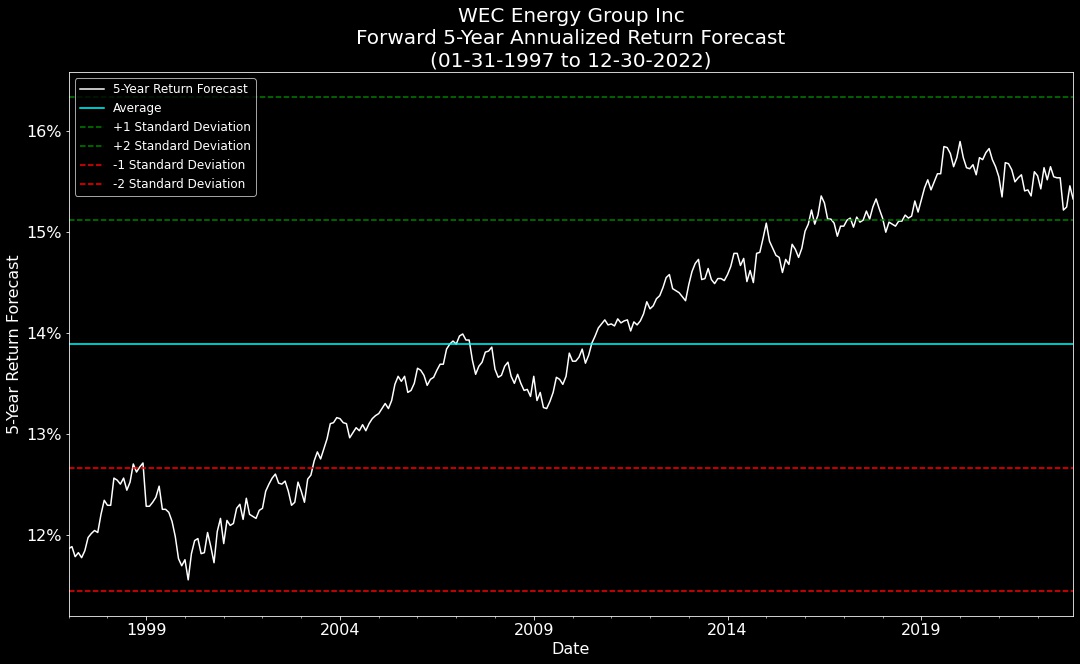 WEC Energy Group Inc
Forward 5-Year Annualized Return Forecast
(01-31-1997 to 12-30-2022)
5-Year Return Forecast
Average
+1 Standard Deviation
+2 Standard Deviation
-1 Standard Deviation
-2 Standard Deviation
5-Year Return Forecast
16%
15%
14%
13%
12%
1999 2004 2009 2014 2019
Date